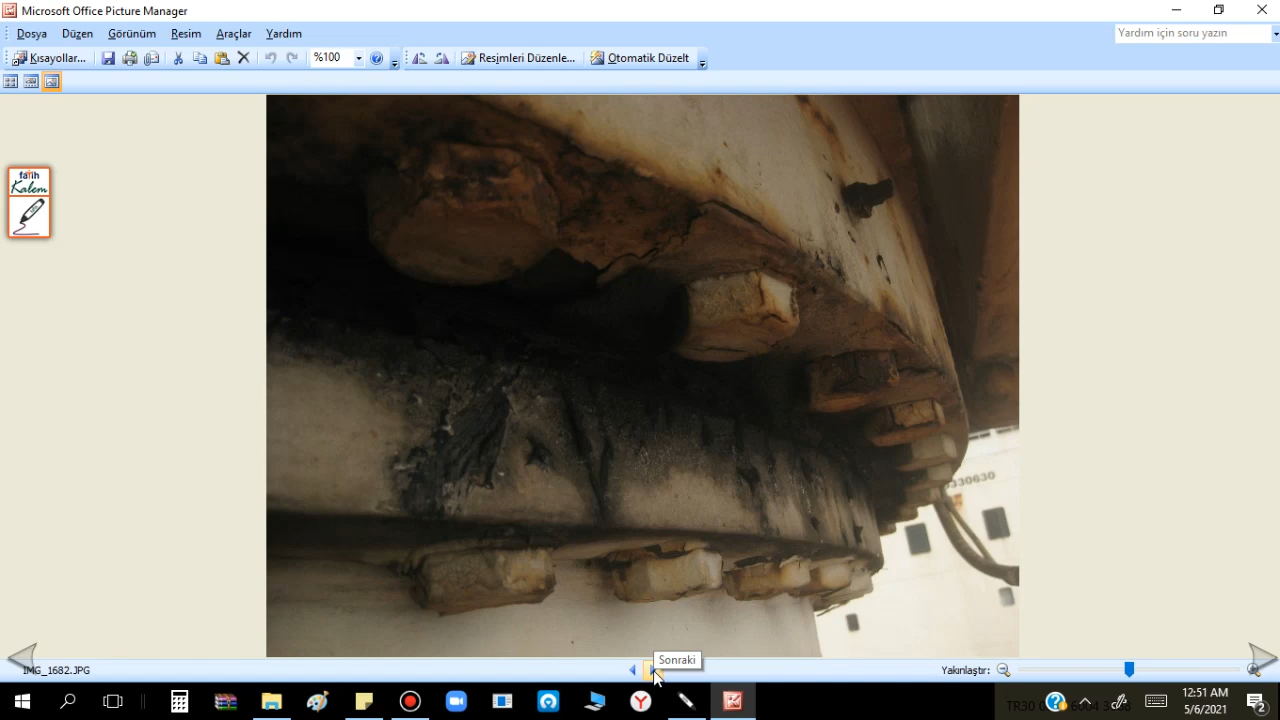 Microsoft Office Picture Manager
Dosya Düzen Görünüm Resim Araçlar Yardım
Yardım için soru yazın
Kısayollar... %100 Resimleri Düzenle... Otomatik Düzelt
fatih
Kalem
330630
Sonraki
IMG_1682.JPG
Yakınlaştır:
12:51 AM
5/6/2021
2